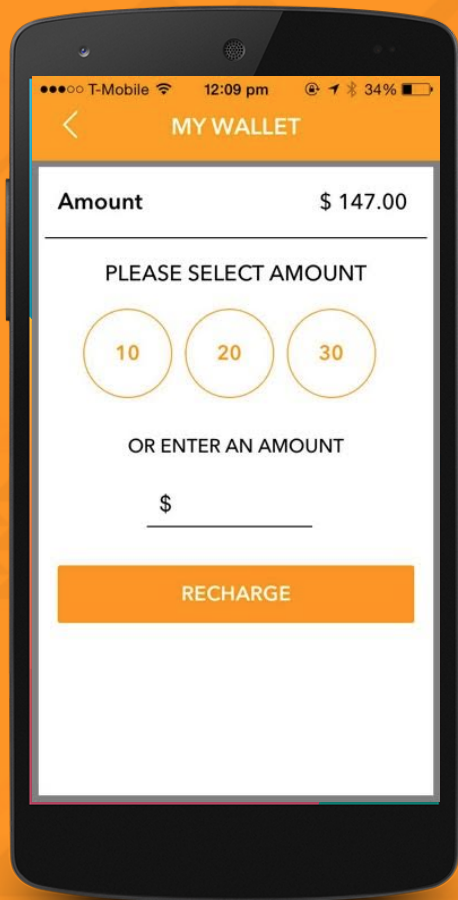 ●●●○○ T-Mobile 12:09 pm 34%
MY WALLET
Amount $ 147.00
PLEASE SELECT AMOUNT
10 20 30
OR ENTER AN AMOUNT
$
RECHARGE